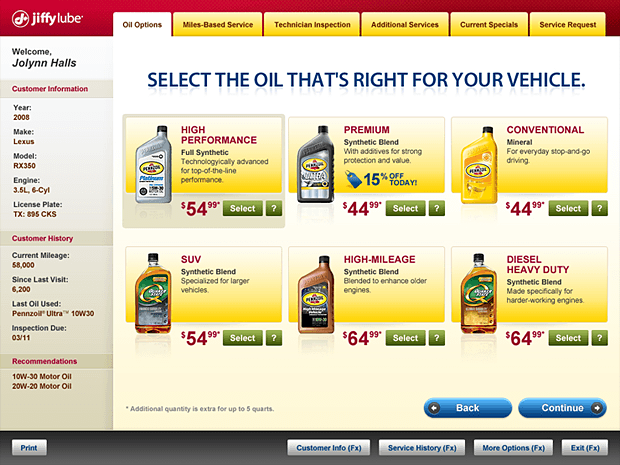 jiffylube
Oil Options
Miles-Based Service
Technician Inspection
Additional Services
Current Specials
Service Request
Welcome,
Jolynn Halls
Customer Information
Year:
2008
Make:
Lexus
Model:
RX350
Engine:
3.5L, 6-Cyl
License Plate:
TX: 895 CKS
Customer History
Current Mileage:
58,000
Since Last Visit:
6,200
Last Oil Used:
Pennzoil® Ultra™ 10W30
Inspection Due:
03/11
Recommendations
10W-30 Motor Oil
20W-20 Motor Oil
SELECT THE OIL THAT'S RIGHT FOR YOUR VEHICLE.
HIGH
PERFORMANCE
Full Synthetic
Technologically advanced
for top-of-the-line
performance.
$54.99*
Select
?
PREMIUM
Synthetic Blend
With additives for strong
protection and value.
15% OFF
TODAY!
$44.99*
Select
?
CONVENTIONAL
Mineral
For everyday stop-and-go
driving.
$44.99*
Select
?
SUV
Synthetic Blend
Specialized for larger
vehicles.
$54.99*
Select
?
HIGH-MILEAGE
Synthetic Blend
Blended to enhance older
engines.
$64.99*
Select
?
DIESEL
HEAVY DUTY
Synthetic Blend
Made specifically for
harder-working engines.
$64.99*
Select
?
* Additional quantity is extra for up to 5 quarts.
Back
Continue
Print
Customer Info (Fx)
Service History (Fx)
More Options (Fx)
Exit (Fx)